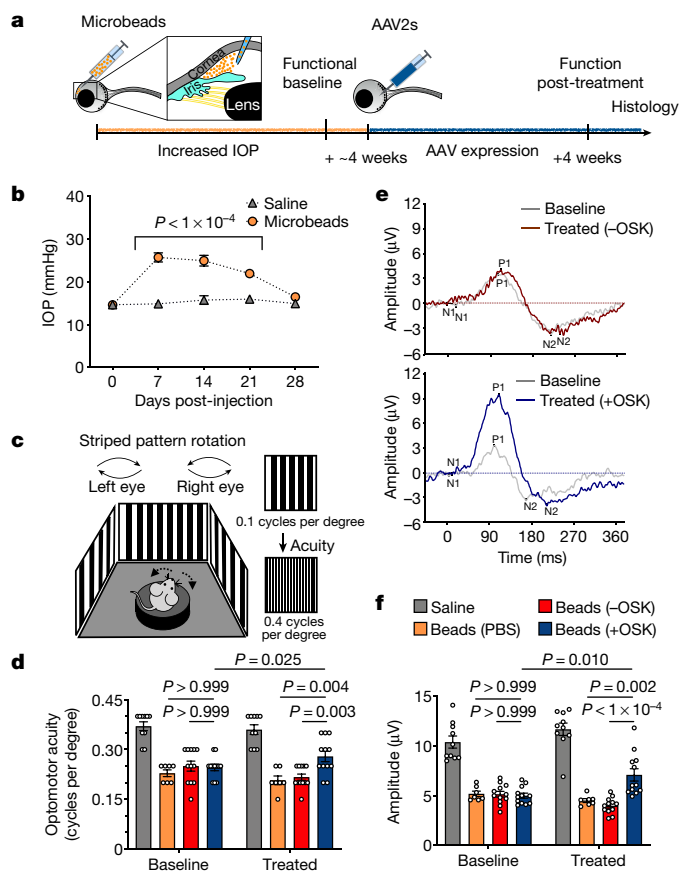 a
Microbeads
Cornea
Iris
Lens
Functional
baseline
AAV2s
Function
post-treatment
Histology
Increased IOP
+ ~4 weeks
AAV expression
+4 weeks
b
Saline
Microbeads
P < 1 × 10⁻⁴
IOP (mmHg)
40
30
20
10
0
0 7 14 21 28
Days post-injection
c
Striped pattern rotation
Left eye
Right eye
0.1 cycles per degree
Acuity
0.4 cycles
per degree
d
P = 0.025
P > 0.999
P = 0.004
P > 0.999
P = 0.003
Optomotor acuity
(cycles per degree)
0.45
0.30
0.15
0
Baseline
Treated
e
Baseline
Treated (–OSK)
Amplitude (μV)
12
9
6
3
0
–3
–6
P1
P1
N1
N1
N2
N2
Baseline
Treated (+OSK)
Amplitude (μV)
12
9
6
3
0
–3
–6
P1
P1
N1
N1
N2
N2
0 90 180 270 360
Time (ms)
f
Saline
Beads (–OSK)
Beads (PBS)
Beads (+OSK)
P = 0.010
P > 0.999
P = 0.002
P > 0.999
P < 1 × 10⁻⁴
Amplitude (μV)
15
10
5
0
Baseline
Treated